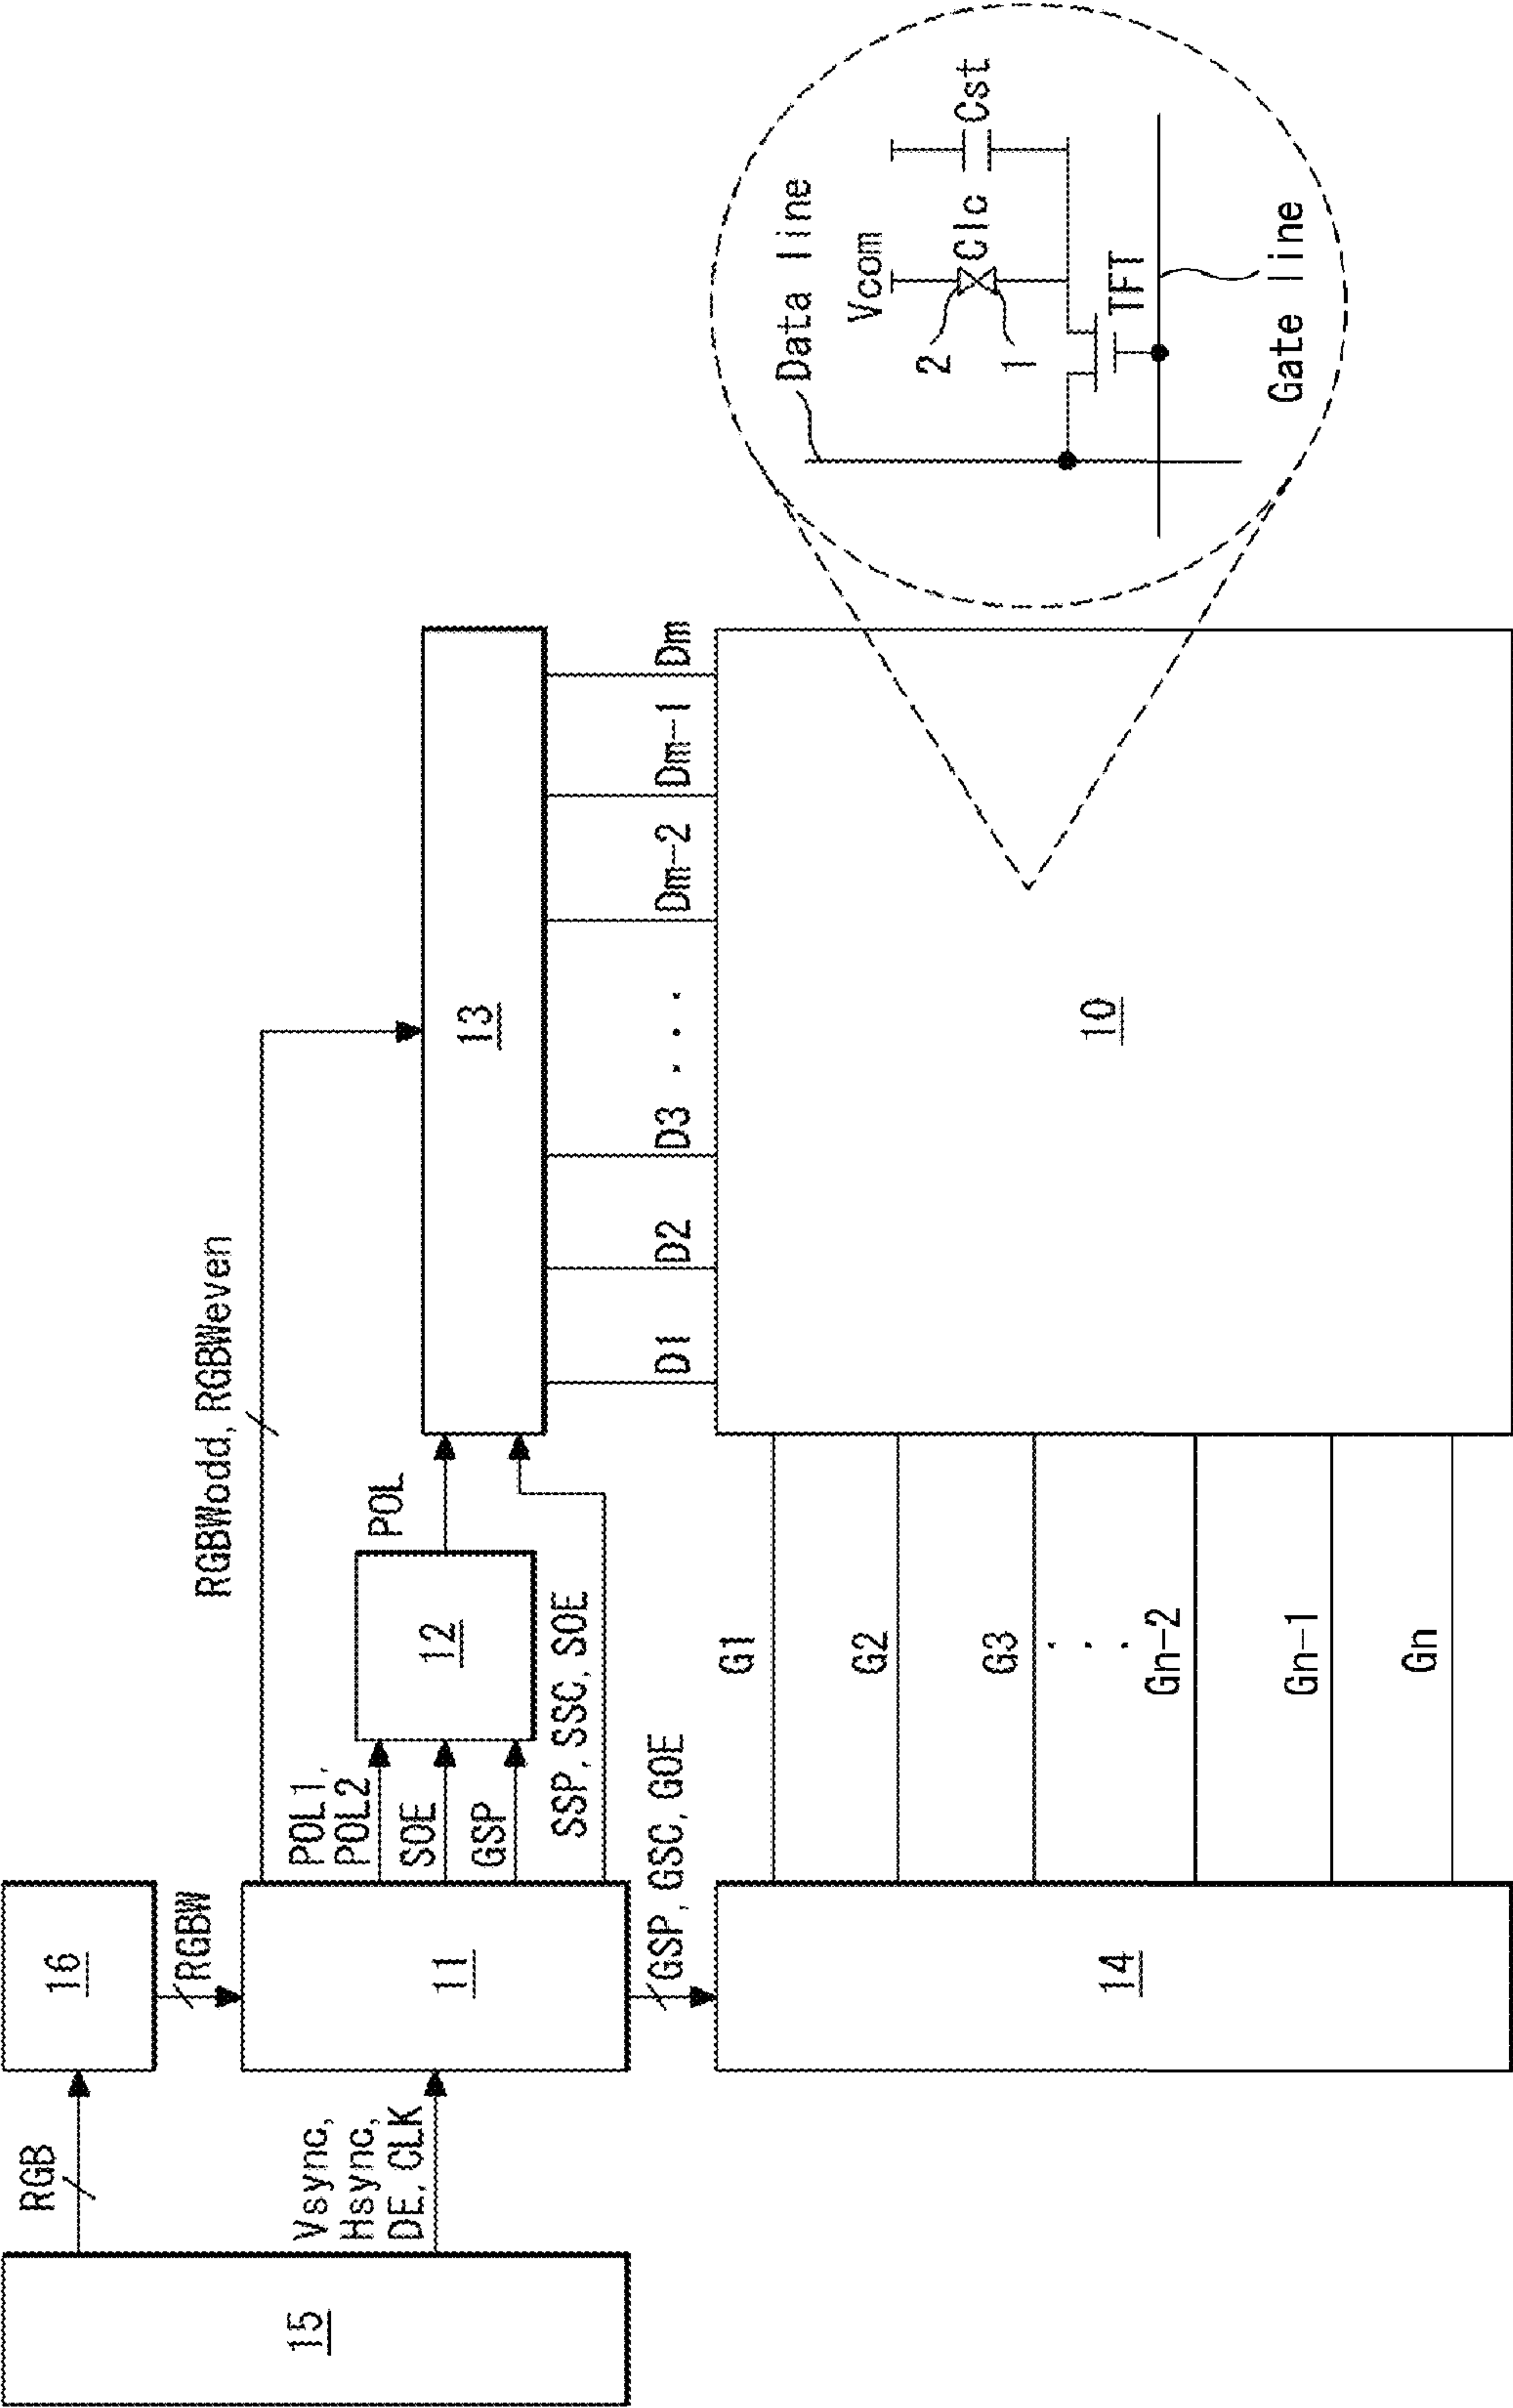 15
RGB
Vsync,
Hsync,
DE, CLK
16
RGBW
11
RGBWodd, RGBWeven
POL1,
POL2
SOE
GSP
12
POL
SSP, SSC, SOE
GSP, GSC, GOE
13
D1
D2
D3
. . .
Dm-2
Dm-1
Dm
14
G1
G2
G3
. . .
Gn-2
Gn-1
Gn
10
Data line
Vcom
2
Clc
1
Cst
TFT
Gate line